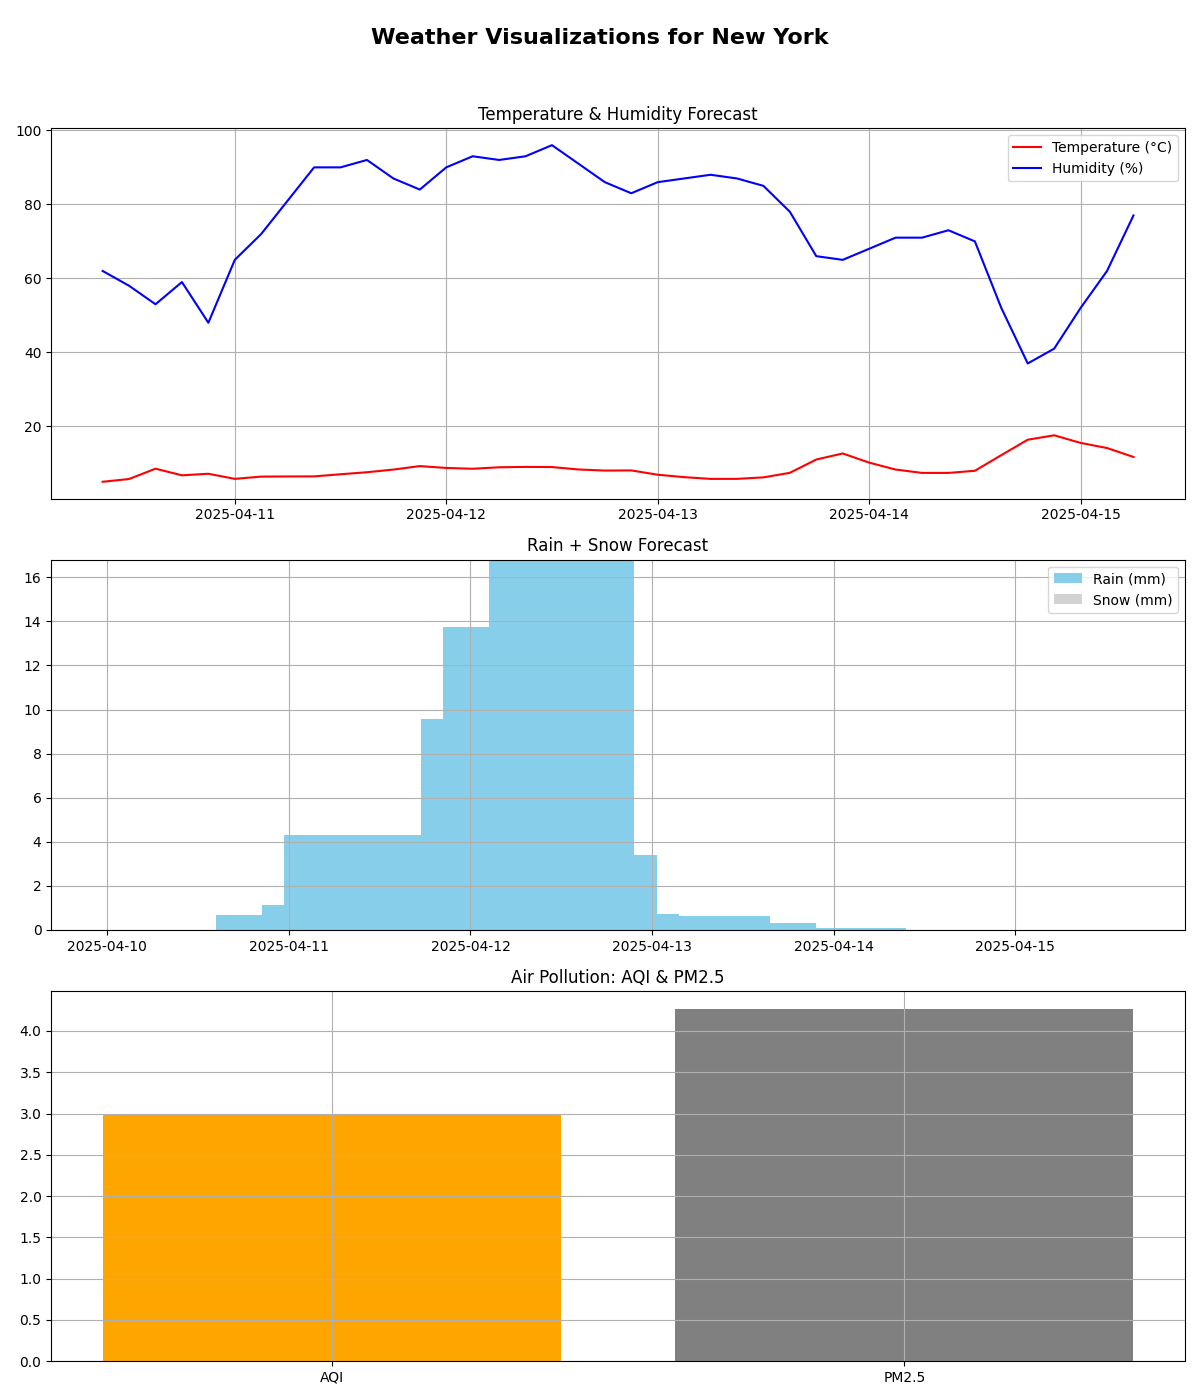 Weather Visualizations for New York
Temperature & Humidity Forecast
100
80
60
40
20
Temperature (°C)
Humidity (%)
2025-04-11 2025-04-12 2025-04-13 2025-04-14 2025-04-15
Rain + Snow Forecast
16
14
12
10
8
6
4
2
0
Rain (mm)
Snow (mm)
2025-04-10 2025-04-11 2025-04-12 2025-04-13 2025-04-14 2025-04-15
Air Pollution: AQI & PM2.5
4.0
3.5
3.0
2.5
2.0
1.5
1.0
0.5
0.0
AQI PM2.5